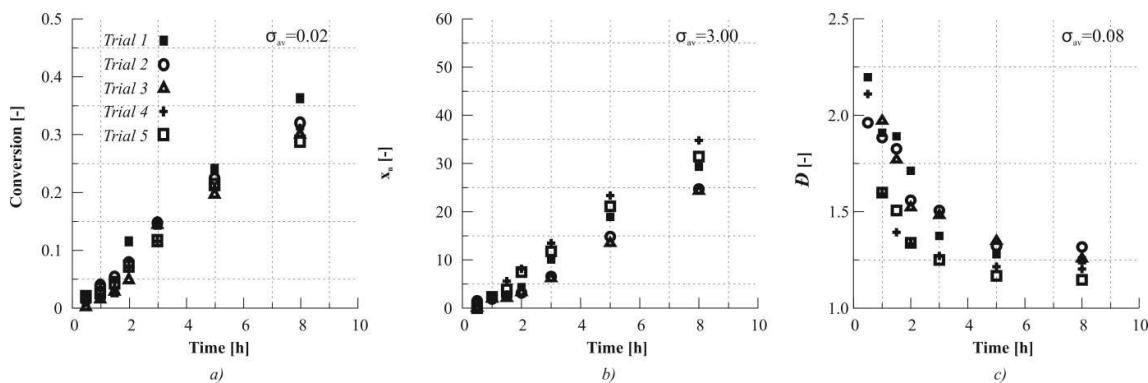 0.5
0.4
0.3
0.2
0.1
0
Conversion [-]
σav=0.02
Trial 1
Trial 2
Trial 3
Trial 4
Trial 5
0 2 4 6 8 10
Time [h]
a)
60
50
40
30
20
10
0
xn [-]
σav=3.00
0 2 4 6 8 10
Time [h]
b)
2.5
2.0
1.5
1.0
Đ [-]
σav=0.08
0 2 4 6 8 10
Time [h]
c)